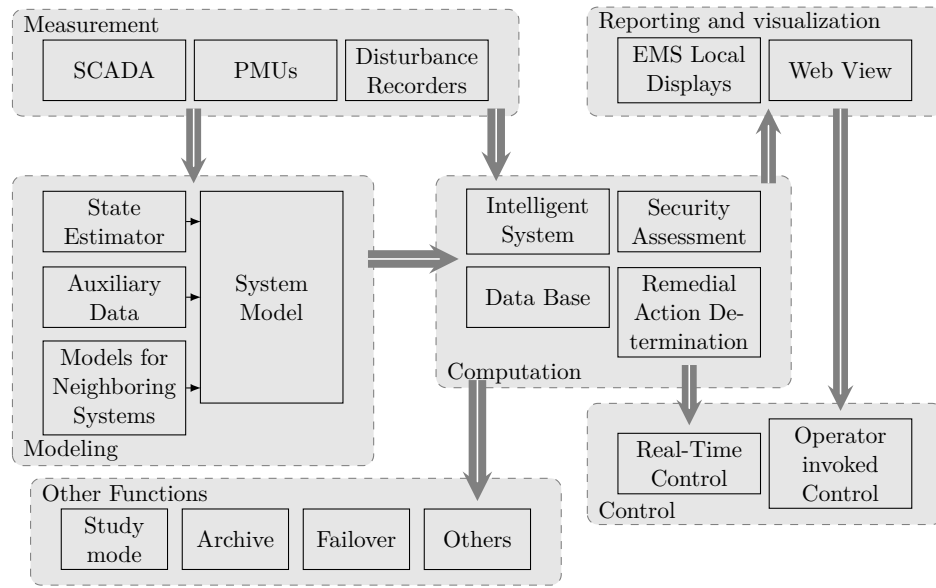 Measurement
SCADA
PMUs
Disturbance
Recorders
Reporting and visualization
EMS Local
Displays
Web View
State
Estimator
Auxiliary
Data
Models for
Neighboring
Systems
System
Model
Modeling
Intelligent
System
Security
Assessment
Data Base
Remedial
Action De-
termination
Computation
Real-Time
Control
Operator
invoked
Control
Control
Other Functions
Study
mode
Archive
Failover
Others